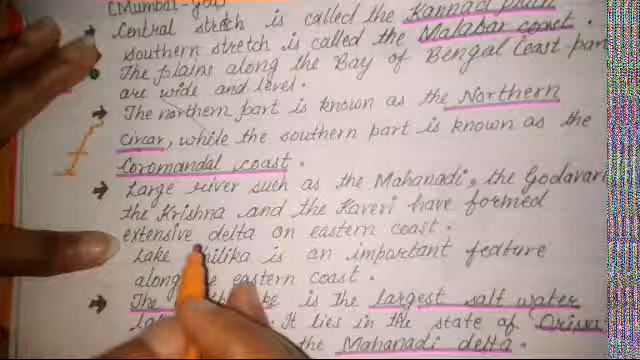 (Mumbai-goa)
Central stretch is called the Kannad plain
southern stretch is called the Malabar coast.
The plains along the Bay of Bengal Coast part
are wide and level.
The northern part is known as the Northern
circar, while the southern part is known as the
Coromandal coast.
Large river such as the Mahanadi, the Godavari
the Krishna and the Kaveri have formed
extensive delta on eastern coast.
Lake hilika is an important feature
along e eastern coast.
The ke is the largest salt water
It lies in the state of Orissa
the Mahanadi delta.